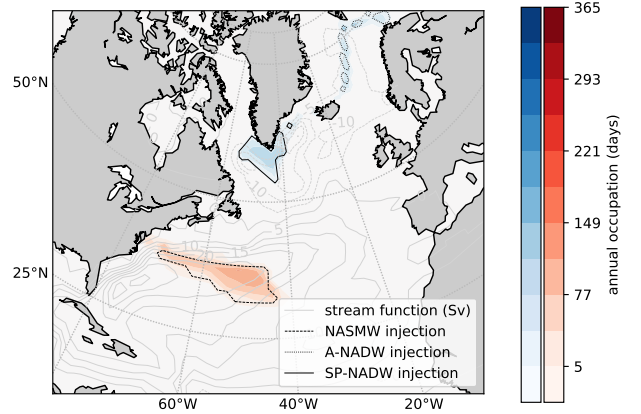 365
50°N
293
10
221
10
5
149
10
15
25°N
77
stream function (Sv)
NASMW injection
A-NADW injection
SP-NADW injection
5
60°W
40°W
20°W
annual occupation (days)